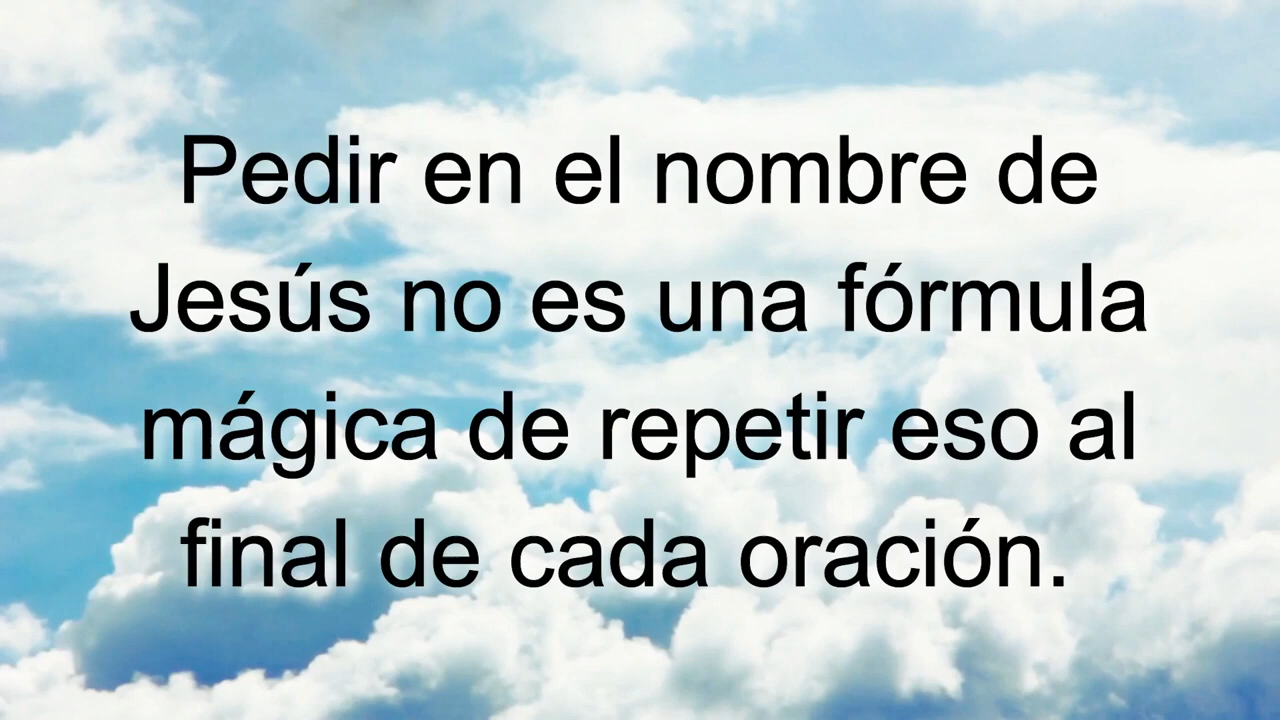 Pedir en el nombre de
Jesús no es una fórmula
mágica de repetir eso al
final de cada oración.